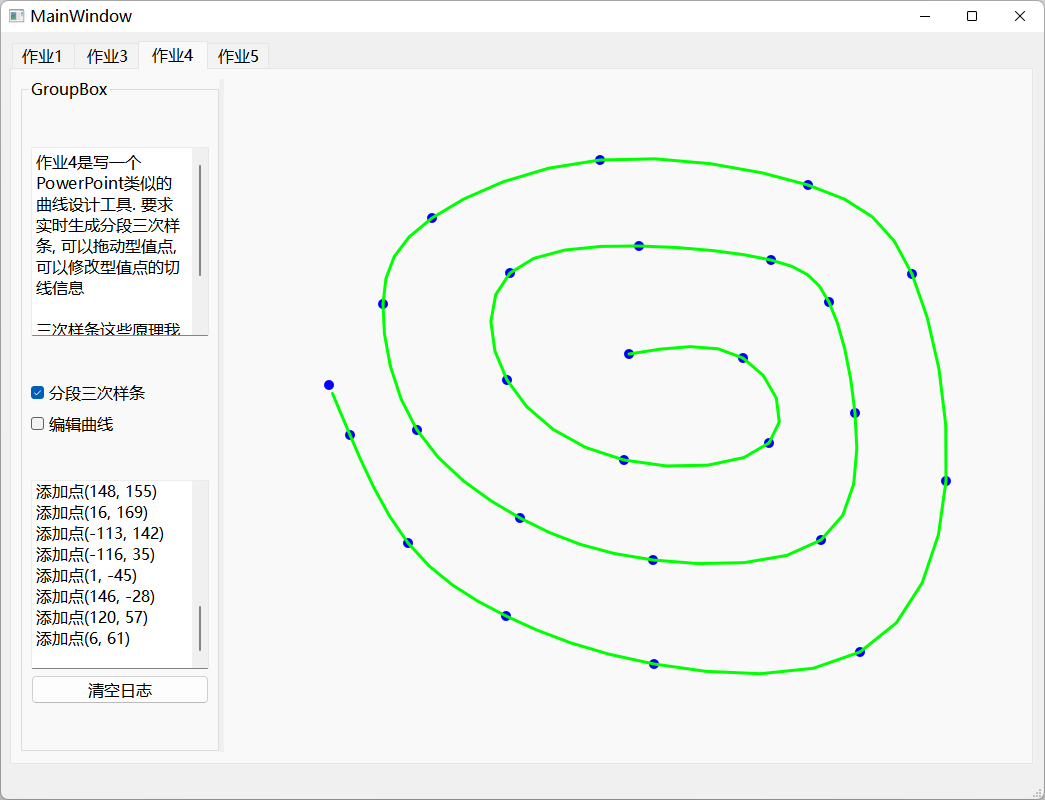 MainWindow
作业1
作业3
作业4
作业5
GroupBox
作业4是写一个
PowerPoint类似的
曲线设计工具. 要求
实时生成分段三次样
条, 可以拖动型值点,
可以修改型值点的切
线信息
三次样条这些原理我
分段三次样条
编辑曲线
添加点(148, 155)
添加点(16, 169)
添加点(-113, 142)
添加点(-116, 35)
添加点(1, -45)
添加点(146, -28)
添加点(120, 57)
添加点(6, 61)
清空日志